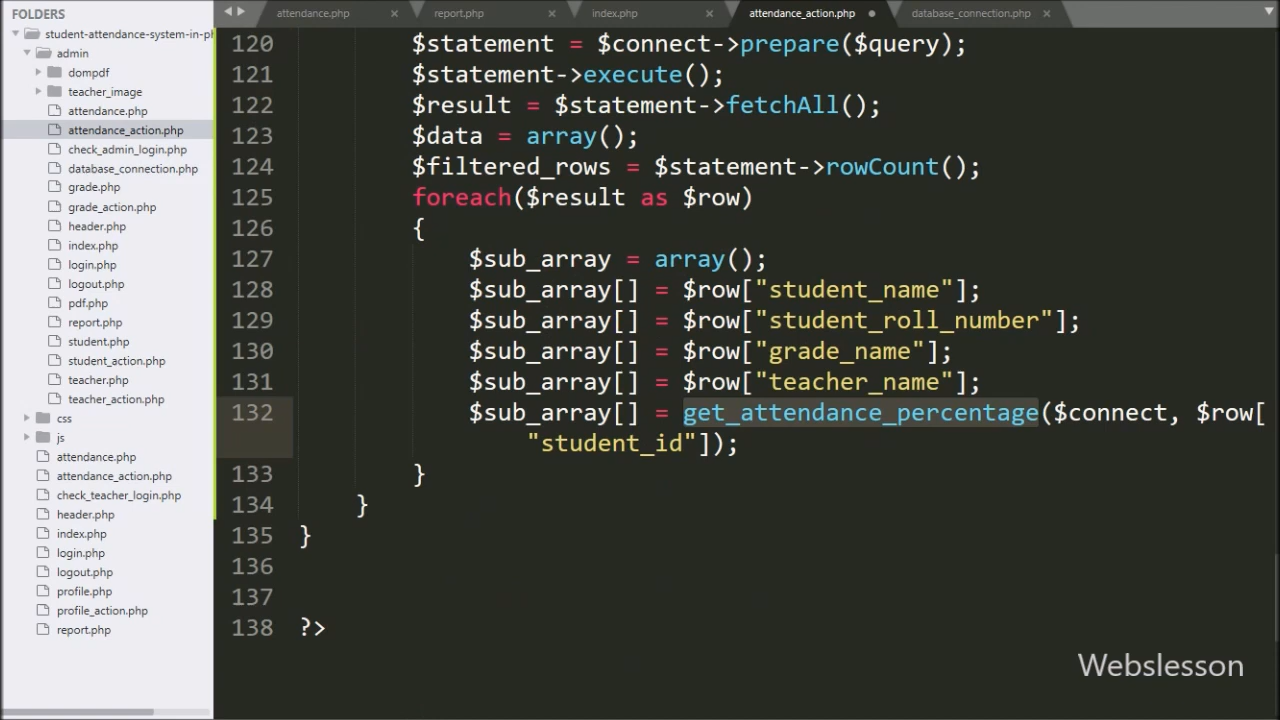 FOLDERS
student-attendance-system-in-ph
admin
dompdf
teacher_image
attendance.php
attendance_action.php
check_admin_login.php
database_connection.php
grade.php
grade_action.php
header.php
index.php
login.php
logout.php
pdf.php
report.php
student.php
student_action.php
teacher.php
teacher_action.php
css
js
attendance.php
attendance_action.php
check_teacher_login.php
header.php
index.php
login.php
logout.php
profile.php
profile_action.php
report.php
attendance.php report.php index.php attendance_action.php database_connection.php
120 $statement = $connect->prepare($query);
121 $statement->execute();
122 $result = $statement->fetchAll();
123 $data = array();
124 $filtered_rows = $statement->rowCount();
125 foreach($result as $row)
126 {
127 $sub_array = array();
128 $sub_array[] = $row["student_name"];
129 $sub_array[] = $row["student_roll_number"];
130 $sub_array[] = $row["grade_name"];
131 $sub_array[] = $row["teacher_name"];
132 $sub_array[] = get_attendance_percentage($connect, $row[
"student_id"]);
133 }
134 }
135 }
136
137
138 ?>
Webslesson